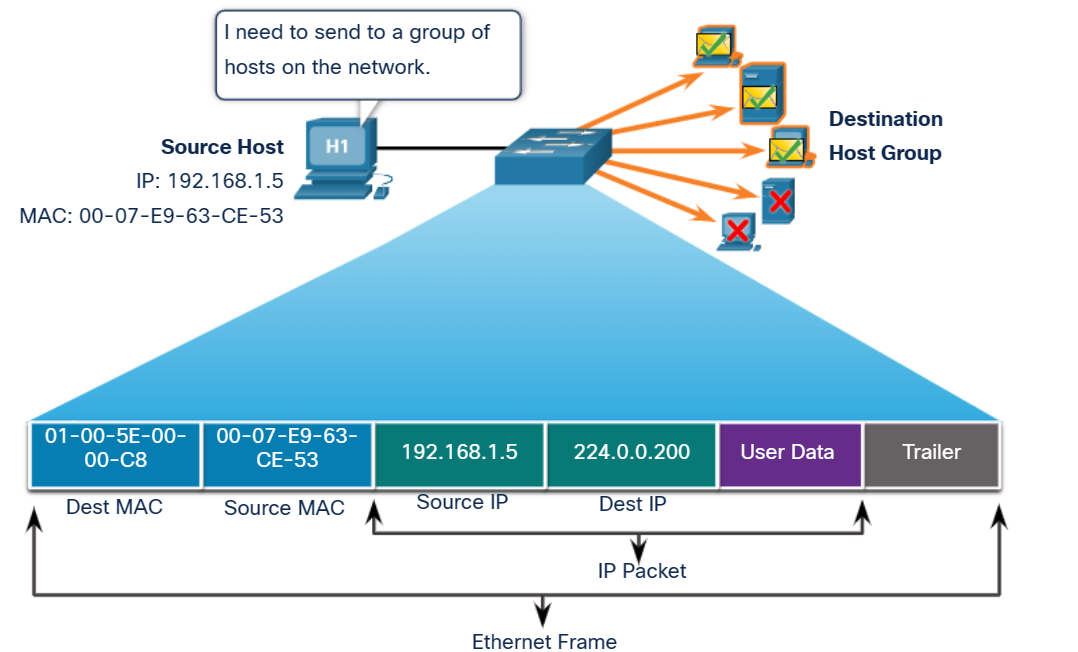 I need to send to a group of
hosts on the network.
H1
Source Host
IP: 192.168.1.5
MAC: 00-07-E9-63-CE-53
Destination
Host Group
01-00-5E-00-
00-C8
00-07-E9-63-
CE-53
192.168.1.5
224.0.0.200
User Data
Trailer
Dest MAC
Source MAC
Source IP
Dest IP
IP Packet
Ethernet Frame